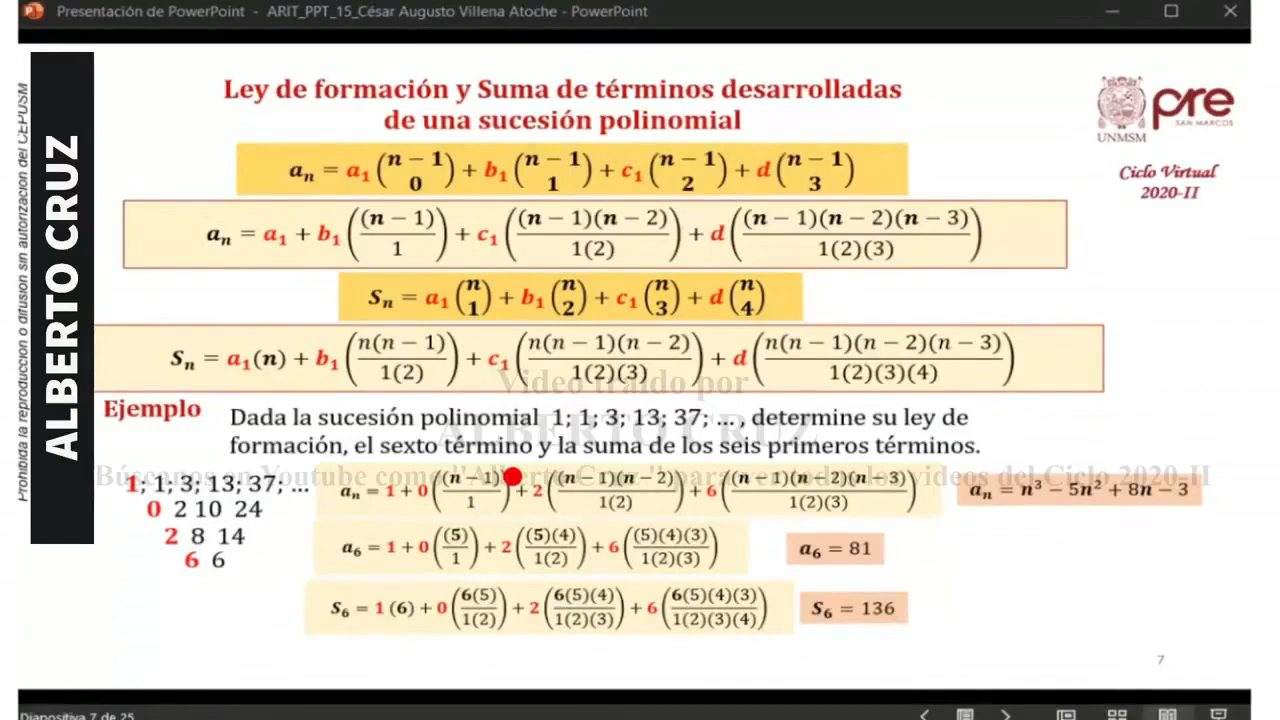 Presentación de PowerPoint - ARIT_PPT_15_César Augusto Villena Atoche - PowerPoint
Prohibida la reproduccion o difusion sin autorizacion del CEPUSM
ALBERTO CRUZ
Ley de formación y Suma de términos desarrolladas
de una sucesión polinomial
UNMSM
pre
SAN MARCOS
Ciclo Virtual
2020-II
aₙ = a₁ (n − 1 / 0) + b₁ (n − 1 / 1) + c₁ (n − 1 / 2) + d (n − 1 / 3)
aₙ = a₁ + b₁ ((n − 1) / 1) + c₁ ((n − 1)(n − 2) / 1(2)) + d ((n − 1)(n − 2)(n − 3) / 1(2)(3))
Sₙ = a₁ (n / 1) + b₁ (n / 2) + c₁ (n / 3) + d (n / 4)
Sₙ = a₁(n) + b₁ (n(n − 1) / 1(2)) + c₁ (n(n − 1)(n − 2) / 1(2)(3)) + d (n(n − 1)(n − 2)(n − 3) / 1(2)(3)(4))
Video traído por
ALBERTO CRUZ
Ejemplo
Dada la sucesión polinomial 1; 1; 3; 13; 37; ..., determine su ley de
formación, el sexto término y la suma de los seis primeros términos.
Búscanos en Youtube como "Alberto Cruz" para ver todos los videos del Ciclo 2020-II
1; 1; 3; 13; 37; ...
0 2 10 24
2 8 14
6 6
aₙ = 1 + 0 ((n − 1) / 1) + 2 ((n − 1)(n − 2) / 1(2)) + 6 ((n − 1)(n − 2)(n − 3) / 1(2)(3))
aₙ = n³ − 5n² + 8n − 3
a₆ = 1 + 0 ((5) / 1) + 2 ((5)(4) / 1(2)) + 6 ((5)(4)(3) / 1(2)(3))
a₆ = 81
S₆ = 1 (6) + 0 (6(5) / 1(2)) + 2 (6(5)(4) / 1(2)(3)) + 6 (6(5)(4)(3) / 1(2)(3)(4))
S₆ = 136
7
Diapositiva 7 de 25